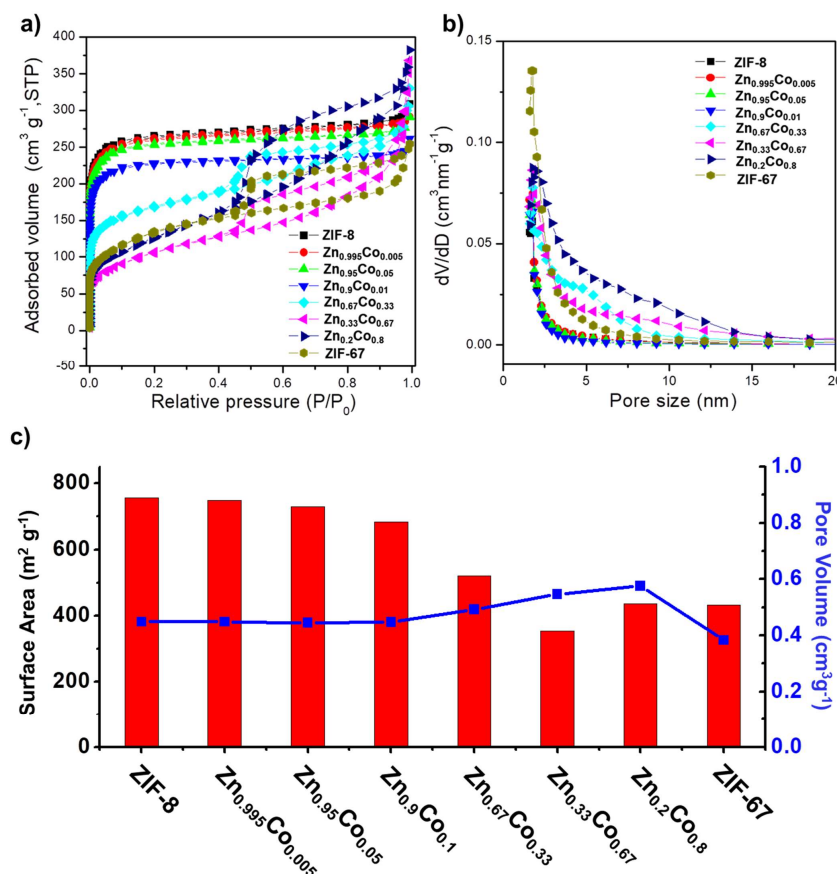 a)
Adsorbed volume (cm³ g⁻¹,STP)
400
350
300
250
200
150
100
50
0
-50
0.0 0.2 0.4 0.6 0.8 1.0
Relative pressure (P/P₀)
ZIF-8
Zn₀.₉₉₅Co₀.₀₀₅
Zn₀.₉₅Co₀.₀₅
Zn₀.₉Co₀.₀₁
Zn₀.₆₇Co₀.₃₃
Zn₀.₃₃Co₀.₆₇
Zn₀.₂Co₀.₈
ZIF-67
b)
dV/dD (cm³nm⁻¹g⁻¹)
0.15
0.10
0.05
0.00
0 5 10 15 20
Pore size (nm)
ZIF-8
Zn₀.₉₉₅Co₀.₀₀₅
Zn₀.₉₅Co₀.₀₅
Zn₀.₉Co₀.₀₁
Zn₀.₆₇Co₀.₃₃
Zn₀.₃₃Co₀.₆₇
Zn₀.₂Co₀.₈
ZIF-67
c)
Surface Area (m² g⁻¹)
800
600
400
200
0
1.0
0.8
0.6
0.4
0.2
0.0
Pore Volume (cm³g⁻¹)
ZIF-8
Zn₀.₉₉₅Co₀.₀₀₅
Zn₀.₉₅Co₀.₀₅
Zn₀.₉Co₀.₁
Zn₀.₆₇Co₀.₃₃
Zn₀.₃₃Co₀.₆₇
Zn₀.₂Co₀.₈
ZIF-67